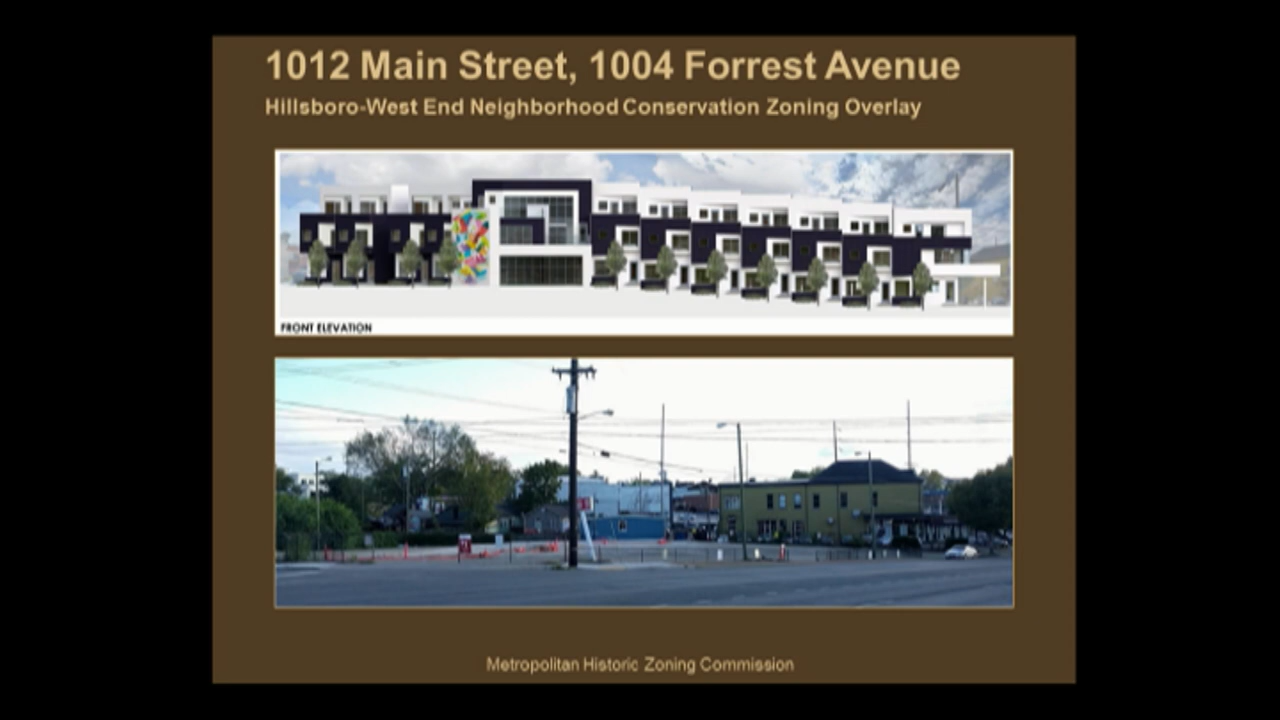 1012 Main Street, 1004 Forrest Avenue
Hillsboro-West End Neighborhood Conservation Zoning Overlay
FRONT ELEVATION
Metropolitan Historic Zoning Commission